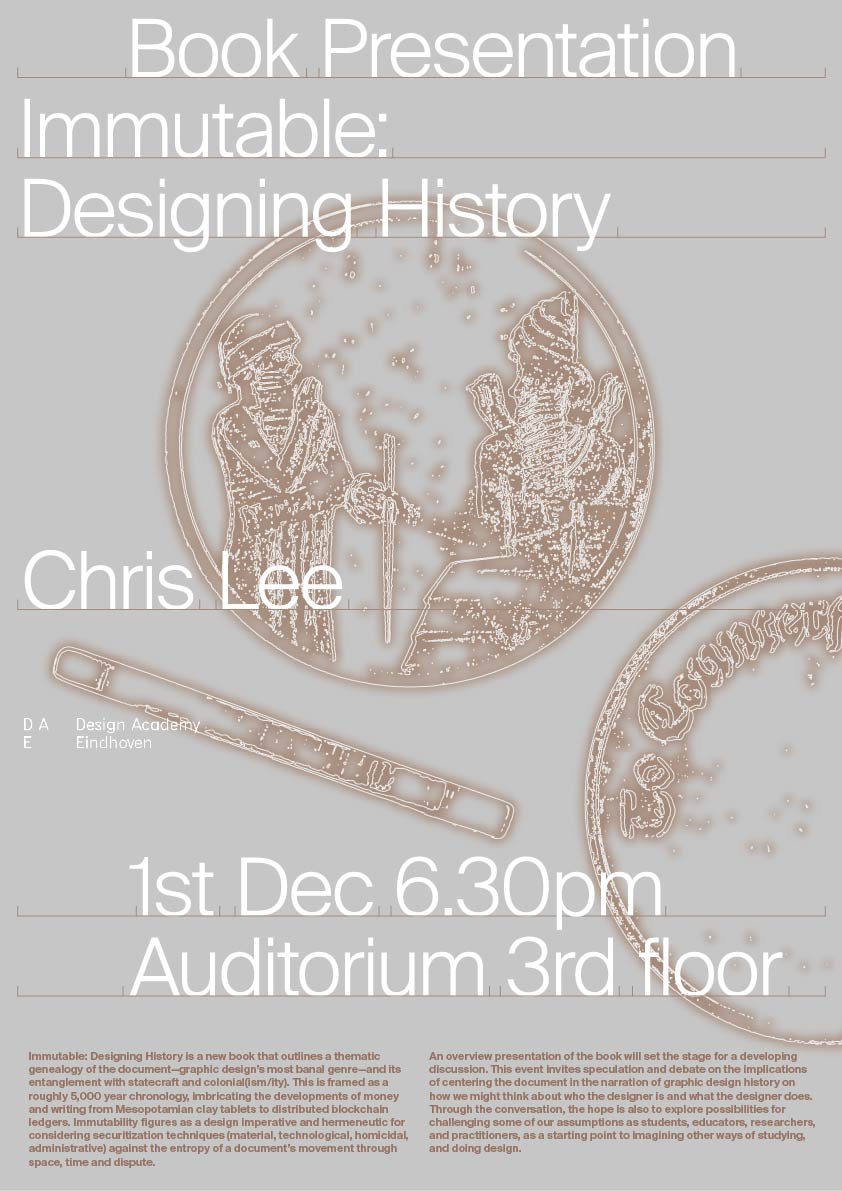 Book Presentation
Immutable:
Designing History
Chris Lee
D A Design Academy
E Eindhoven
1st Dec 6.30pm
Auditorium 3rd floor
Immutable: Designing History is a new book that outlines a thematic
genealogy of the document—graphic design's most banal genre—and its
entanglement with statecraft and colonial(ism/ity). This is framed as a
roughly 5,000 year chronology, imbricating the developments of money
and writing from Mesopotamian clay tablets to distributed blockchain
ledgers. Immutability figures as a design imperative and hermeneutic for
considering securitization techniques (material, technological, homicidal,
administrative) against the entropy of a document's movement through
space, time and dispute.
An overview presentation of the book will set the stage for a developing
discussion. This event invites speculation and debate on the implications
of centering the document in the narration of graphic design history on
how we might think about who the designer is and what the designer does.
Through the conversation, the hope is also to explore possibilities for
challenging some of our assumptions as students, educators, researchers,
and practitioners, as a starting point to imagining other ways of studying,
and doing design.